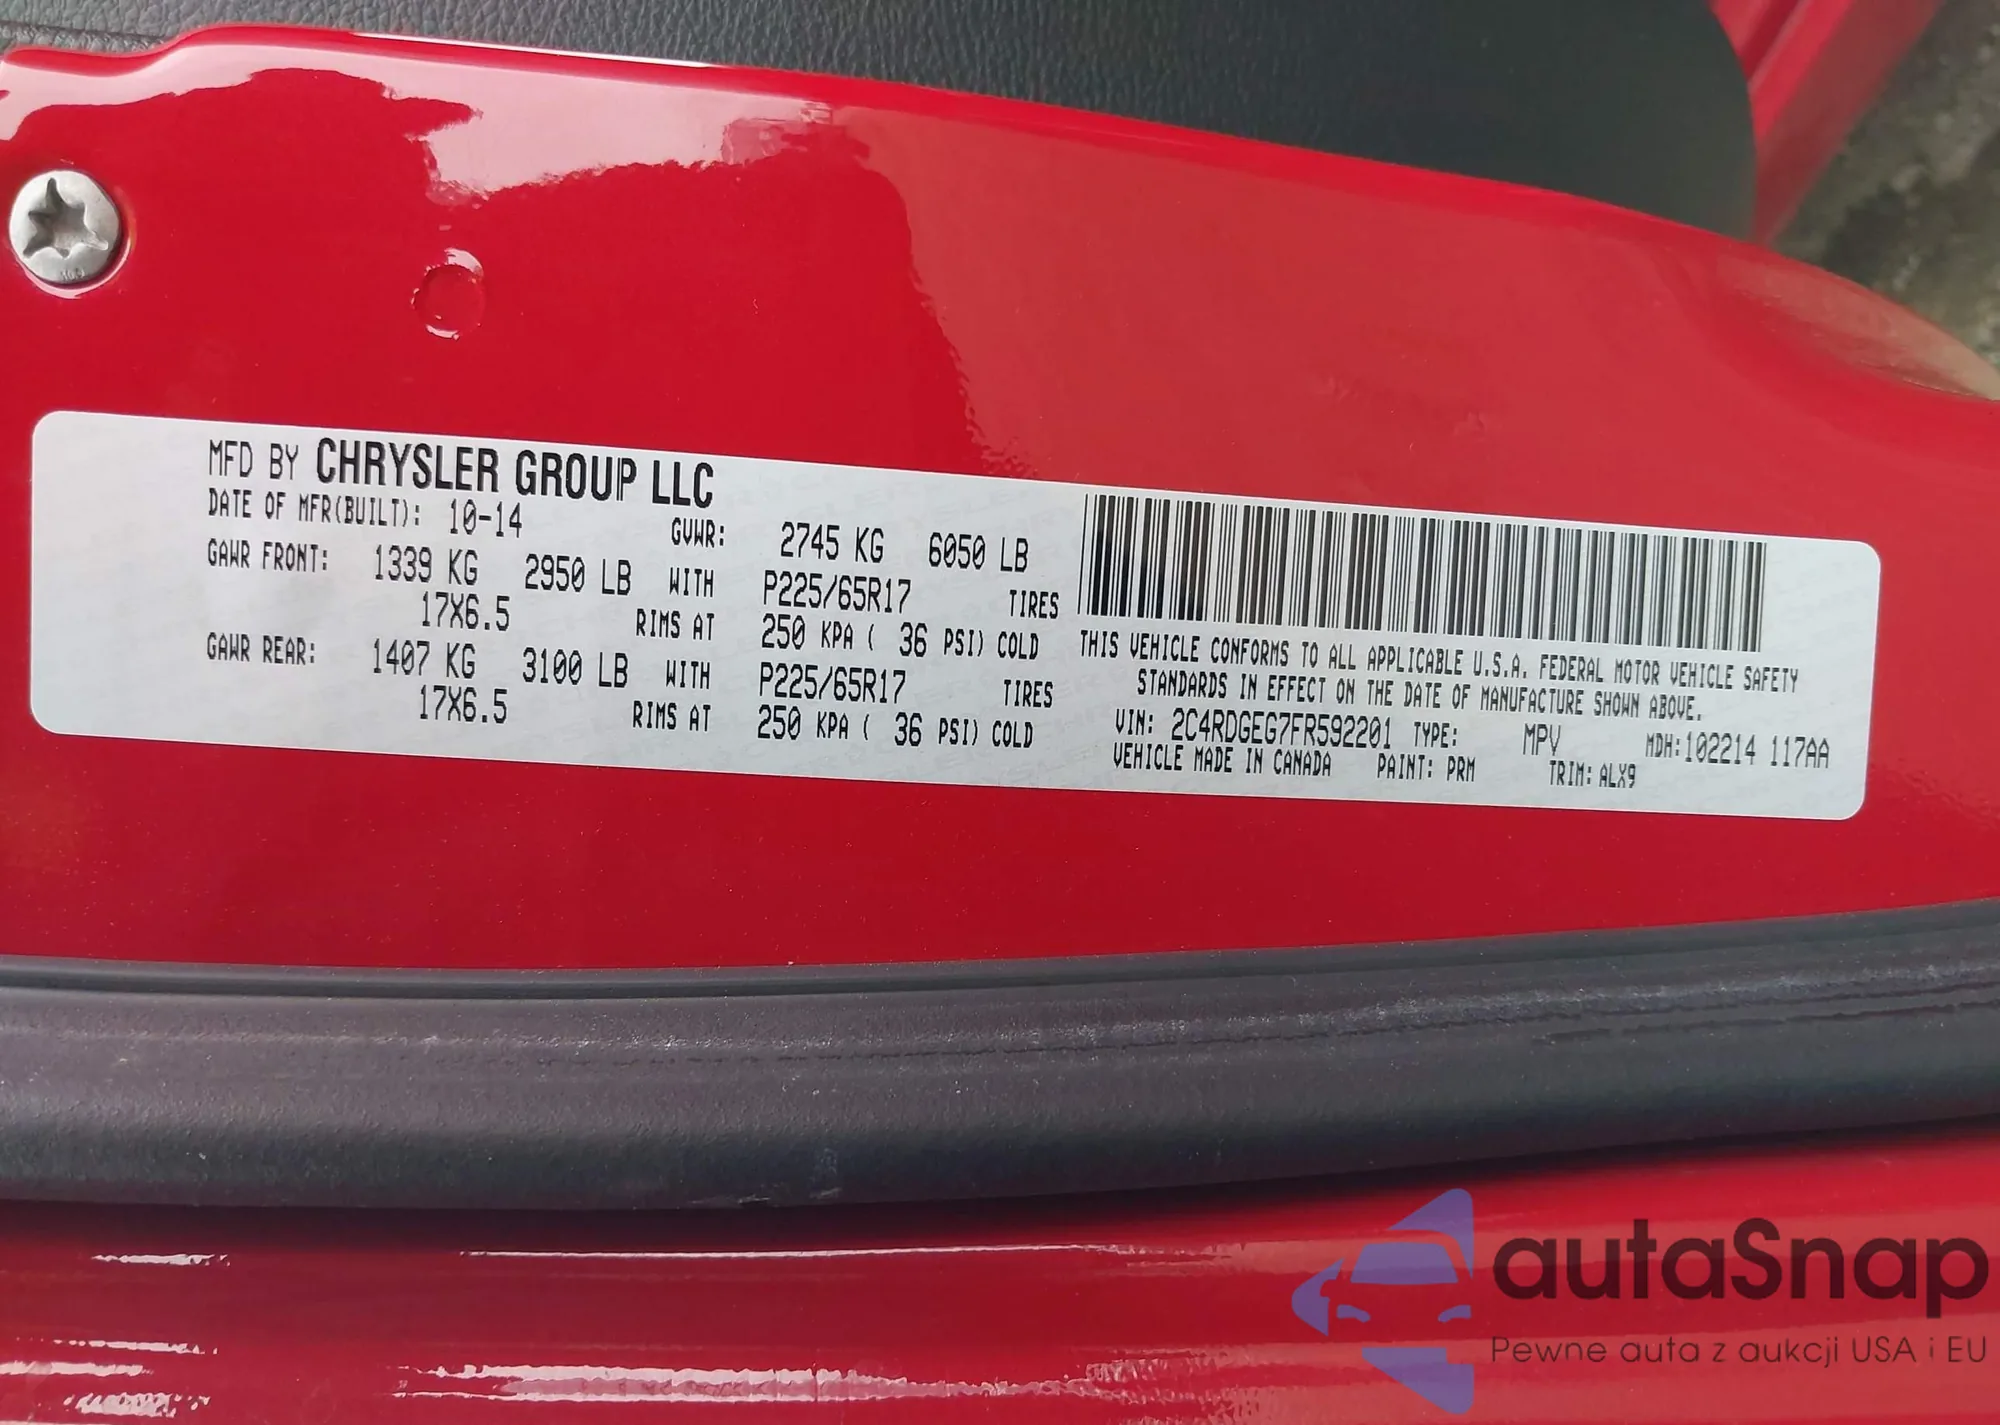 MFD BY CHRYSLER GROUP LLC
DATE OF MFR(BUILT): 10-14 GVWR: 2745 KG 6050 LB
GAWR FRONT: 1339 KG 2950 LB WITH P225/65R17 TIRES
17X6.5 RIMS AT 250 KPA ( 36 PSI) COLD
GAWR REAR: 1407 KG 3100 LB WITH P225/65R17 TIRES
17X6.5 RIMS AT 250 KPA ( 36 PSI) COLD
THIS VEHICLE CONFORMS TO ALL APPLICABLE U.S.A. FEDERAL MOTOR VEHICLE SAFETY
STANDARDS IN EFFECT ON THE DATE OF MANUFACTURE SHOWN ABOVE.
VIN: 2C4RDGEG7FR592201 TYPE: MPV MDH:102214 117AA
VEHICLE MADE IN CANADA PAINT: PRM TRIM: ALX9
autaSnap
Pewne auta z aukcji USA i EU